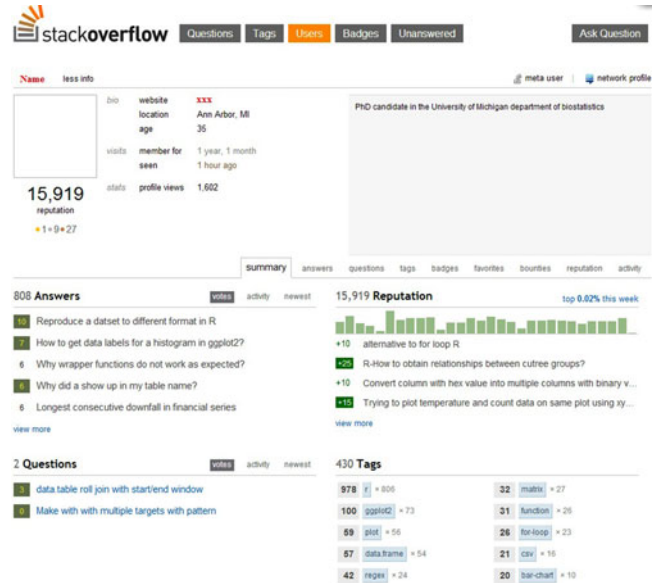 stackoverflow Questions Tags Users Badges Unanswered Ask Question
Name less info meta user network profile
bio website xxx
location Ann Arbor, MI
age 35
visits member for 1 year, 1 month
seen 1 hour ago
stats profile views 1,602
15,919
reputation
1 9 27
PhD candidate in the University of Michigan department of biostatistics
summary answers questions tags badges favorites bounties reputation activity
808 Answers votes activity newest
10 Reproduce a datset to different format in R
7 How to get data labels for a histogram in ggplot2?
6 Why wrapper functions do not work as expected?
6 Why did a show up in my table name?
6 Longest consecutive downfall in financial series
view more
15,919 Reputation top 0.02% this week
+10 alternative to for loop R
+25 R-How to obtain relationships between cutree groups?
+10 Convert column with hex value into multiple columns with binary v...
+15 Trying to plot temperature and count data on same plot using xy...
view more
2 Questions votes activity newest
3 data.table roll join with start/end window
0 Make with with multiple targets with pattern
430 Tags
978 r × 806 32 matrix × 27
100 ggplot2 × 73 31 function × 26
59 plot × 56 26 for-loop × 23
57 data.frame × 54 21 csv × 16
42 regex × 24 20 bar-chart × 10